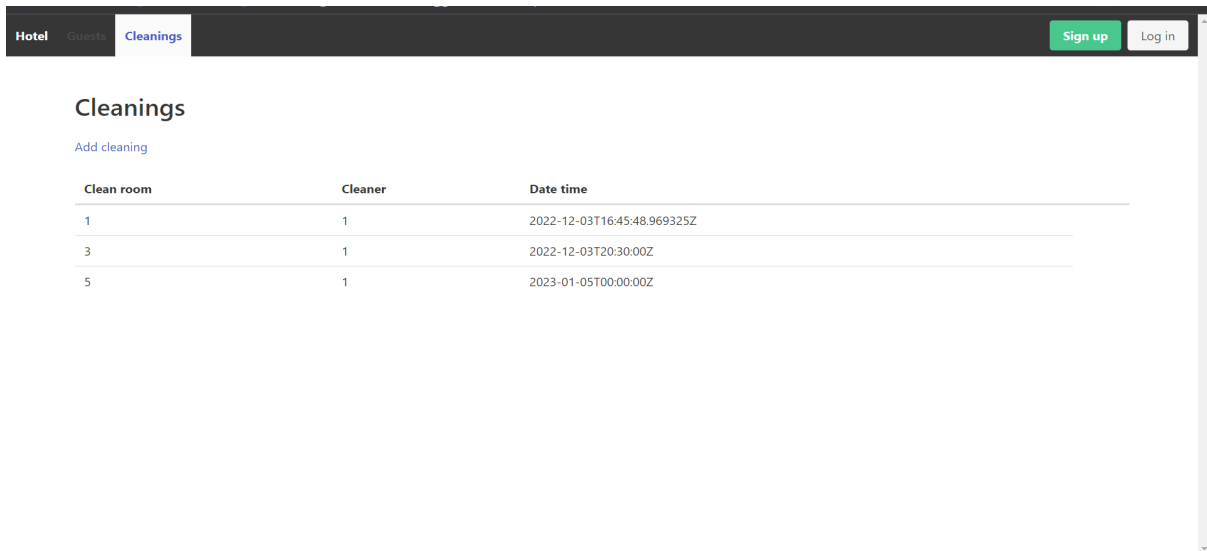 Hotel Guests Cleanings Sign up Log in
Cleanings
Add cleaning
Clean room Cleaner Date time
1 1 2022-12-03T16:45:48.969325Z
3 1 2022-12-03T20:30:00Z
5 1 2023-01-05T00:00:00Z